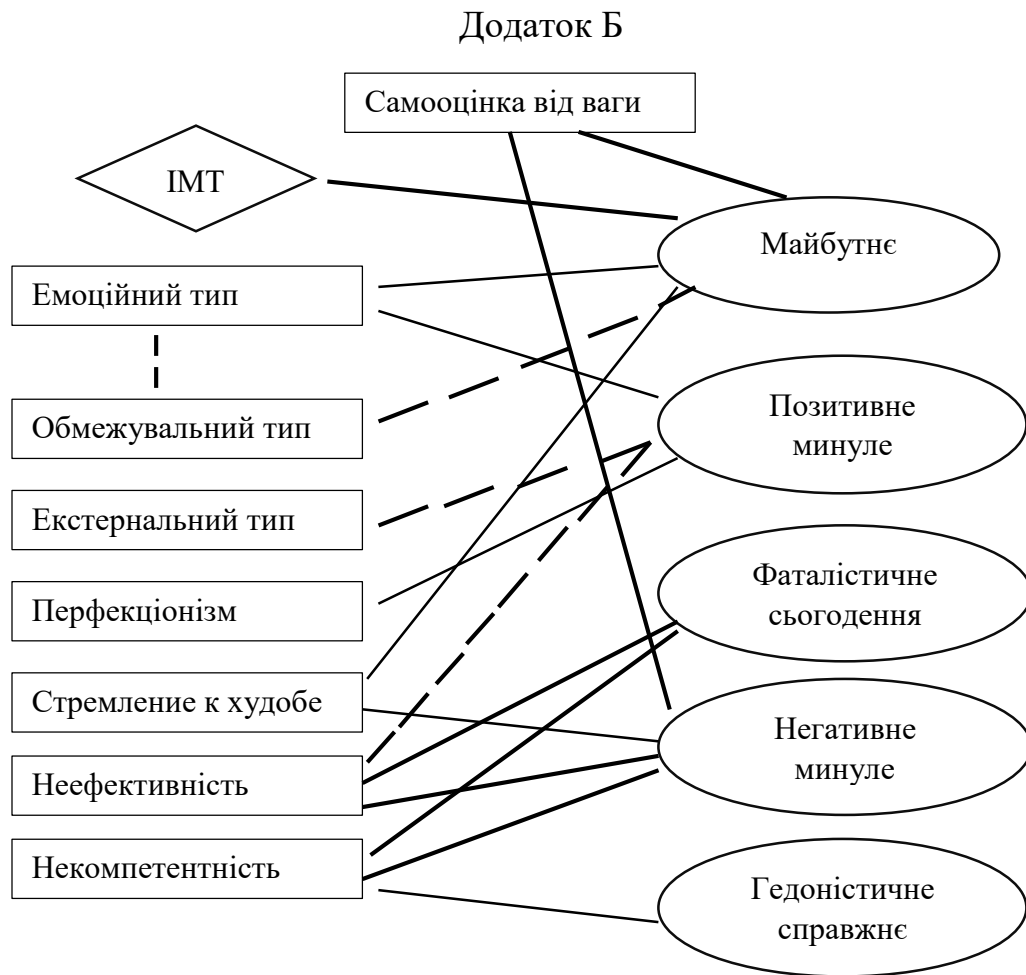 Додаток Б
Самооцінка від ваги
ІМТ
Майбутнє
Емоційний тип
Обмежувальний тип
Позитивне
минуле
Екстернальний тип
Фаталістичне
сьогодення
Перфекціонізм
Стремление к худобе
Негативне
минуле
Неефективність
Некомпетентність
Гедоністичне
справжнє